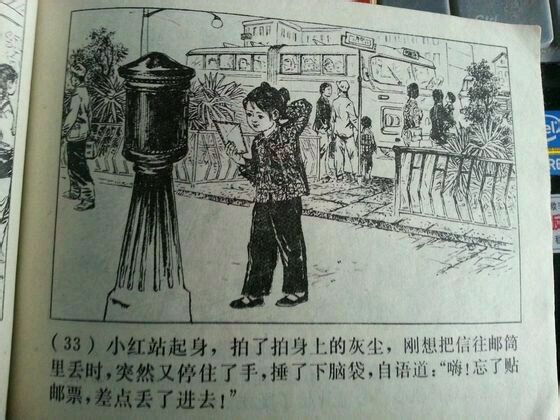 (33) 小红站起身，拍了拍身上的灰尘，刚想把信往邮筒
里丢时，突然又停住了手，捶了下脑袋，自语道：“嗨！忘了贴
邮票，差点丢了进去！”